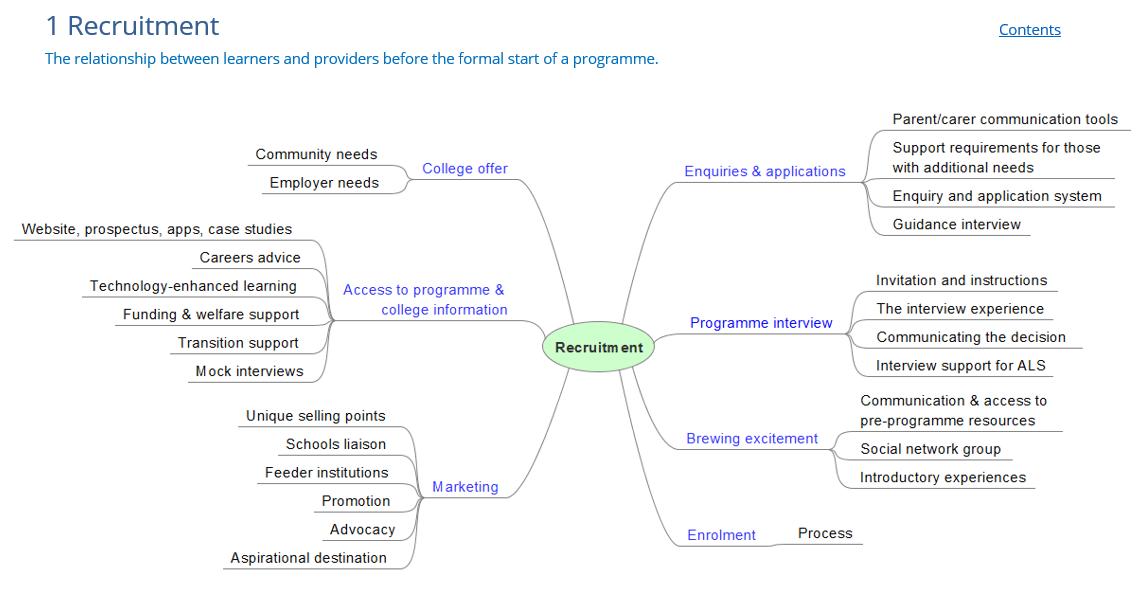 1 Recruitment
Contents
The relationship between learners and providers before the formal start of a programme.
College offer
Community needs
Employer needs
Access to programme &
college information
Website, prospectus, apps, case studies
Careers advice
Technology-enhanced learning
Funding & welfare support
Transition support
Mock interviews
Marketing
Unique selling points
Schools liaison
Feeder institutions
Promotion
Advocacy
Aspirational destination
Recruitment
Enquiries & applications
Parent/carer communication tools
Support requirements for those
with additional needs
Enquiry and application system
Guidance interview
Programme interview
Invitation and instructions
The interview experience
Communicating the decision
Interview support for ALS
Brewing excitement
Communication & access to
pre-programme resources
Social network group
Introductory experiences
Enrolment
Process